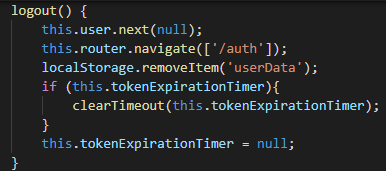 logout() {
    this.user.next(null);
    this.router.navigate(['/auth']);
    localStorage.removeItem('userData');
    if (this.tokenExpirationTimer){
        clearTimeout(this.tokenExpirationTimer);
    }
    this.tokenExpirationTimer = null;
}